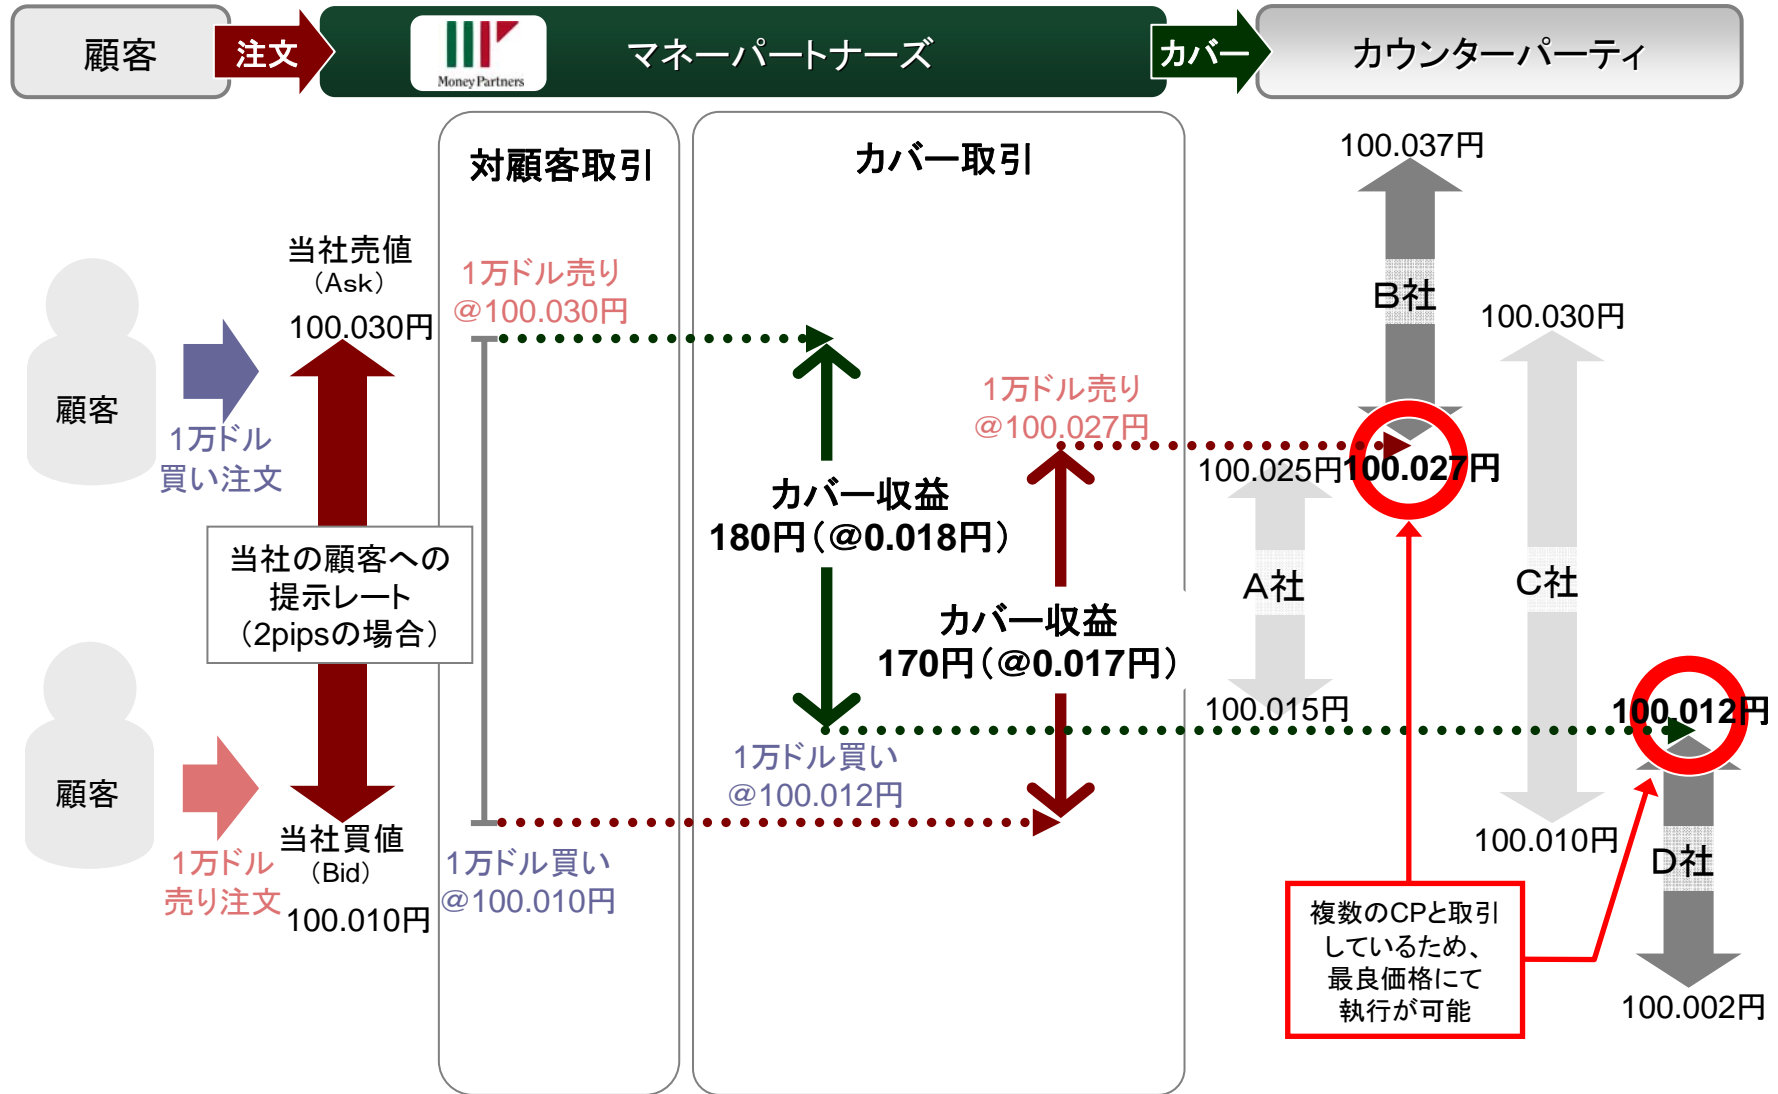 顧客
注文
Money Partners
マネーパートナーズ
カバー
カウンターパーティ
対顧客取引
カバー取引
100.037円
当社売値
（Ask）
100.030円
1万ドル売り
@100.030円
B社
100.030円
顧客
1万ドル
買い注文
1万ドル売り
@100.027円
100.025円
100.027円
カバー収益
180円（@0.018円）
当社の顧客への
提示レート
（2pipsの場合）
A社
C社
カバー収益
170円（@0.017円）
100.015円
100.012円
顧客
1万ドル買い
@100.012円
当社買値
（Bid）
100.010円
1万ドル
売り注文
1万ドル買い
@100.010円
100.010円
D社
複数のCPと取引
しているため、
最良価格にて
執行が可能
100.002円